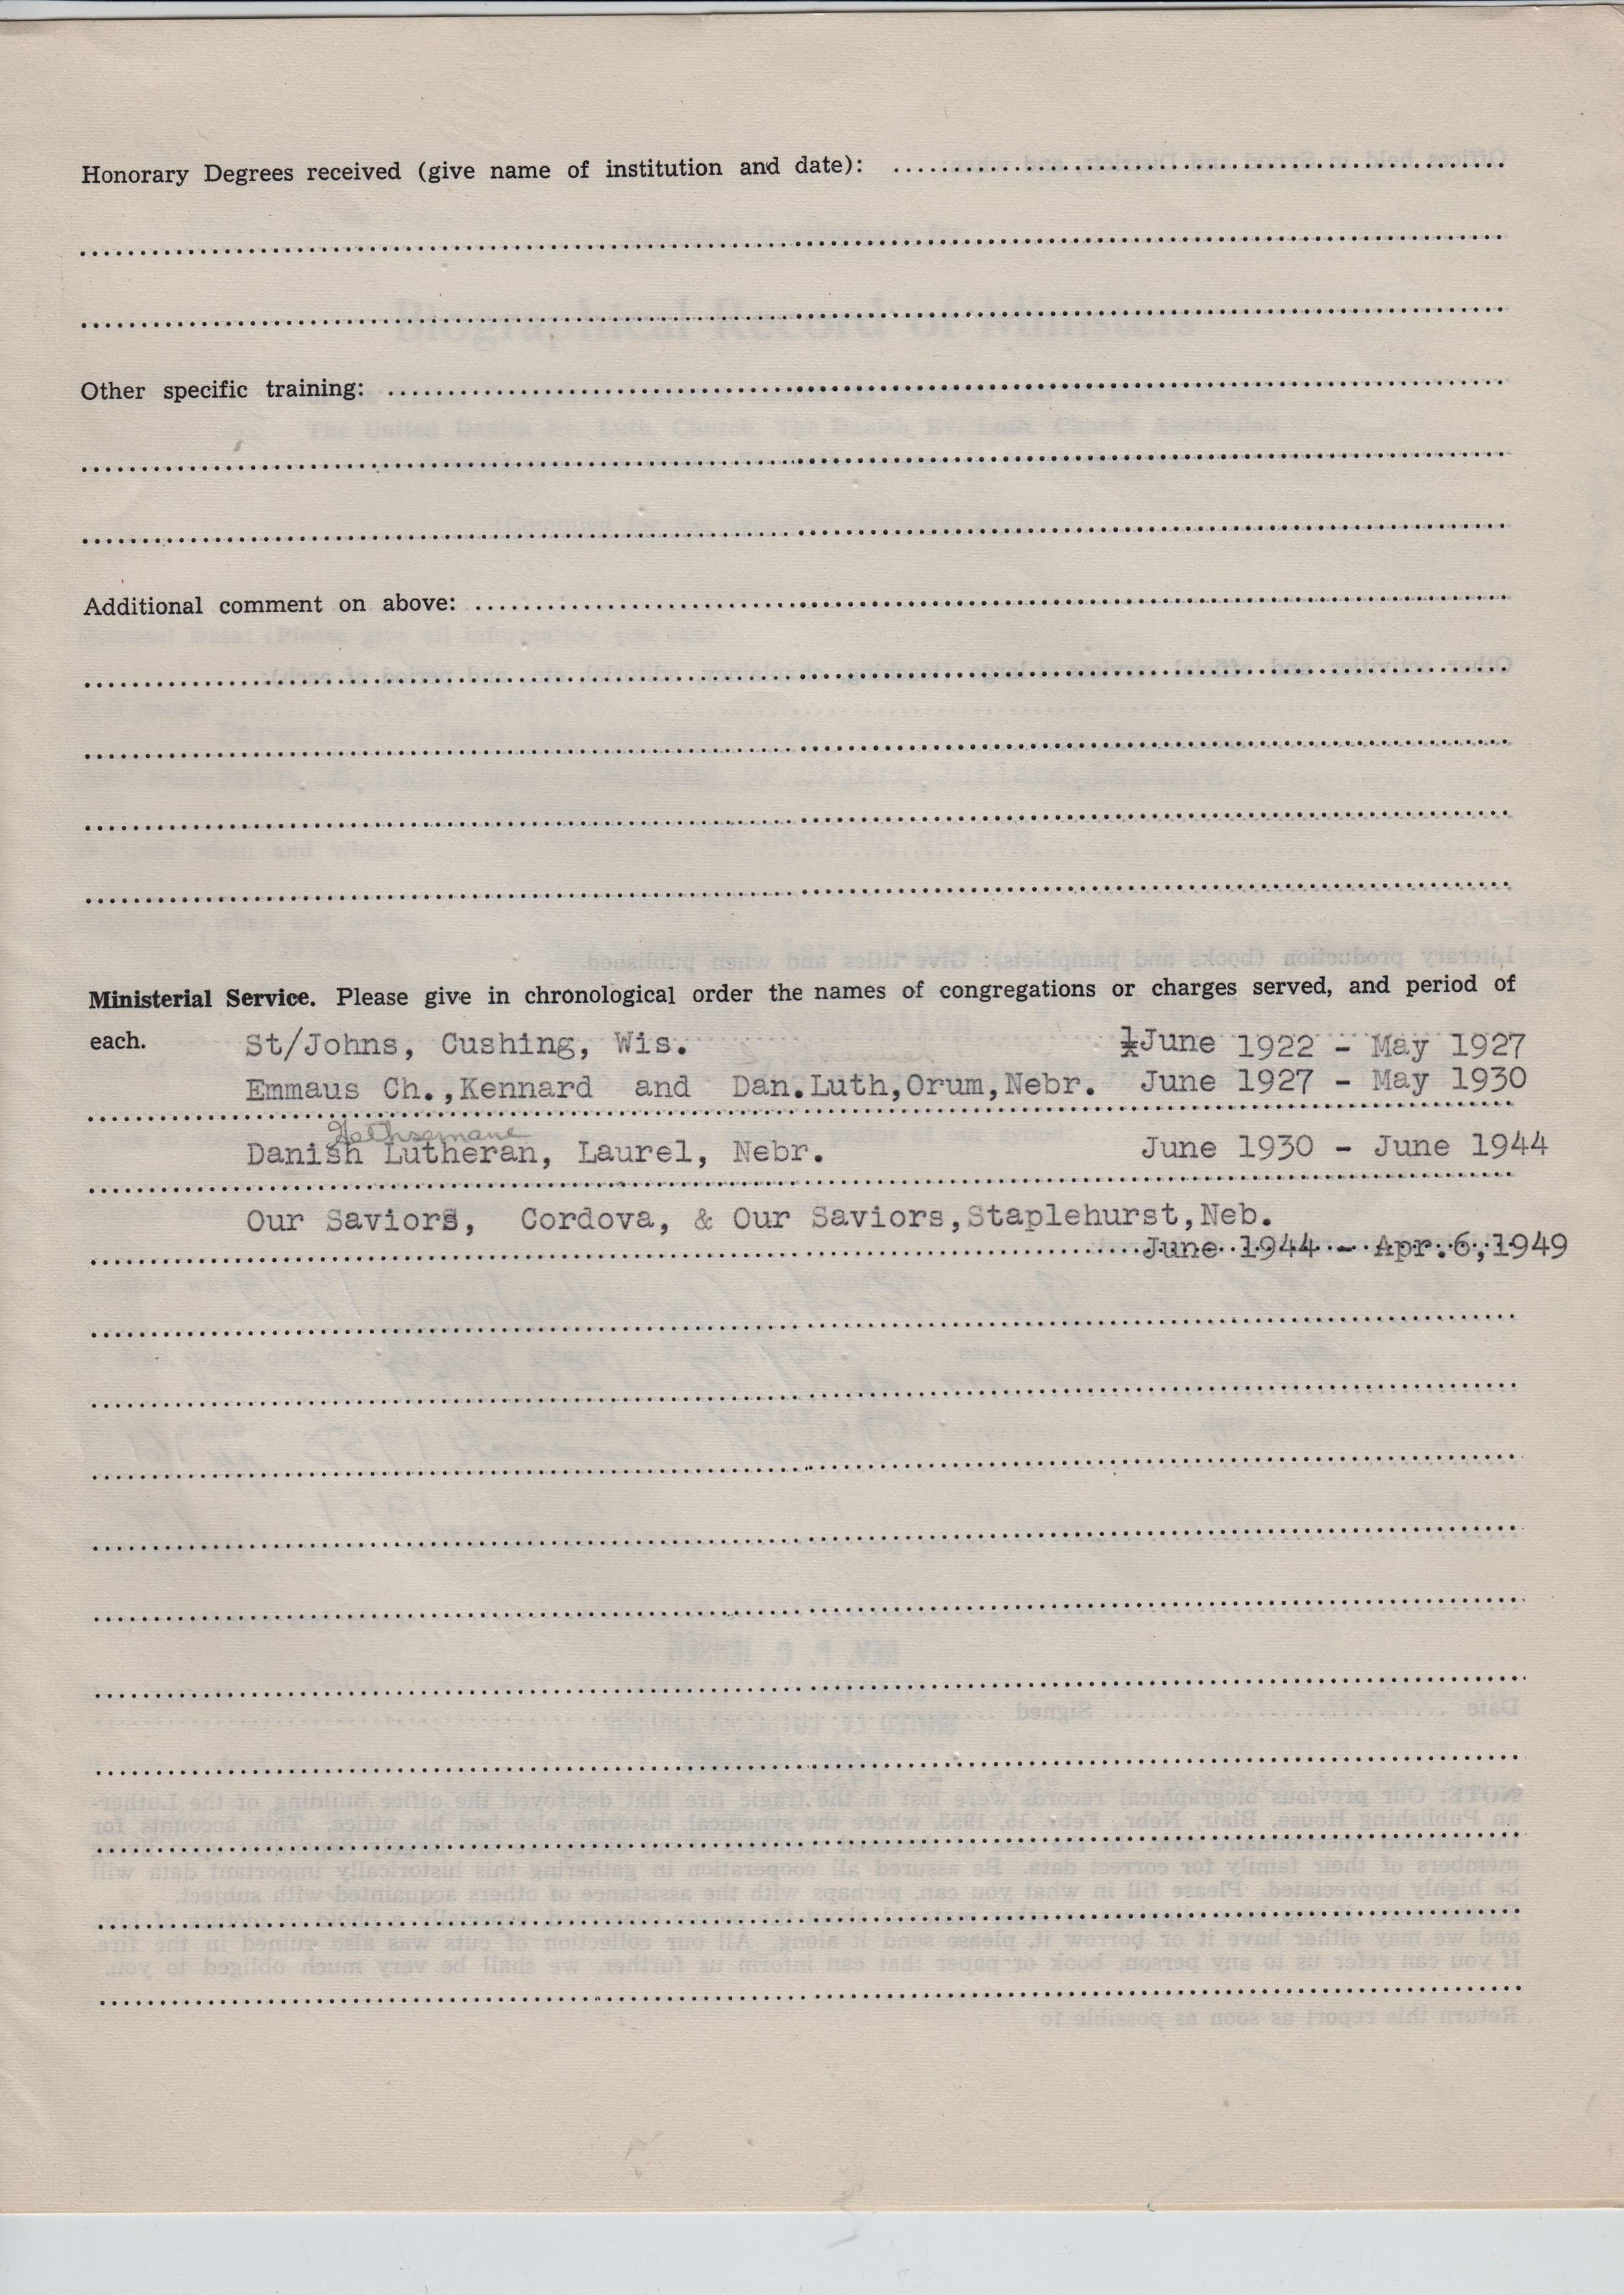 Honorary Degrees received (give name of institution and date):
Other specific training:
Additional comment on above:
Ministerial Service. Please give in chronological order the names of congregations or charges served, and period of
each. St/Johns, Cushing, Wis. June 1922 - May 1927
Emmaus Ch.,Kennard and Dan.Luth,Orum,Nebr. June 1927 - May 1930
Gethsemane
Danish Lutheran, Laurel, Nebr. June 1930 - June 1944
Our Saviors, Cordova, & Our Saviors,Staplehurst,Neb.
June 1944 - Apr.6,1949